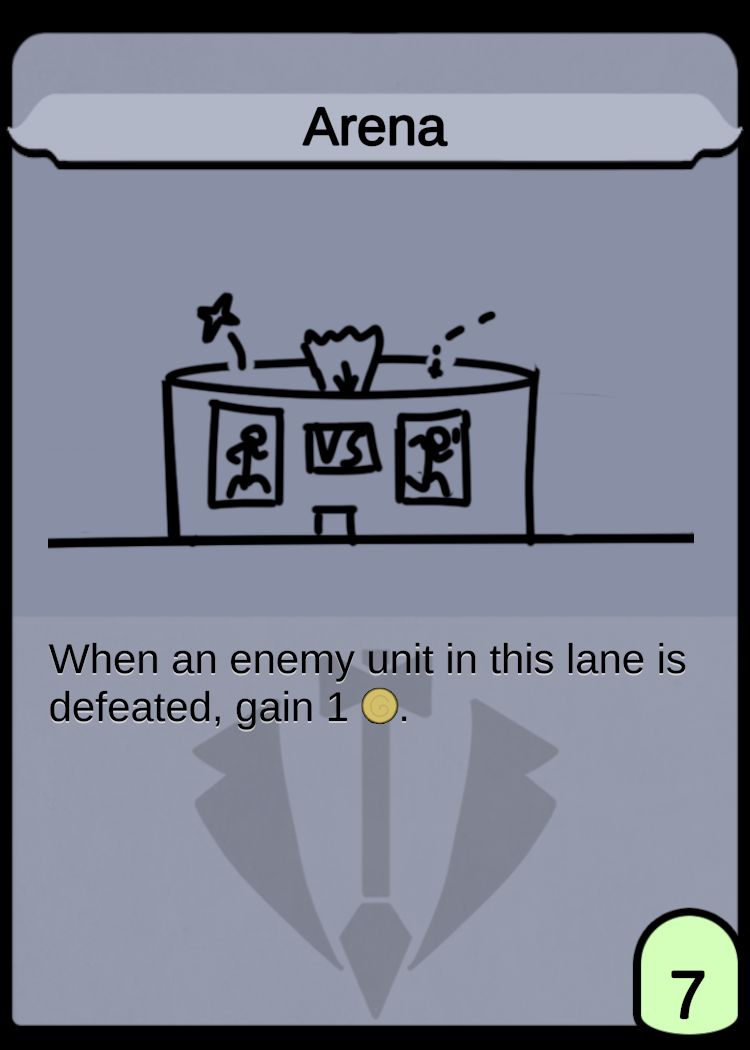 Arena
VS
When an enemy unit in this lane is
defeated, gain 1 .
7